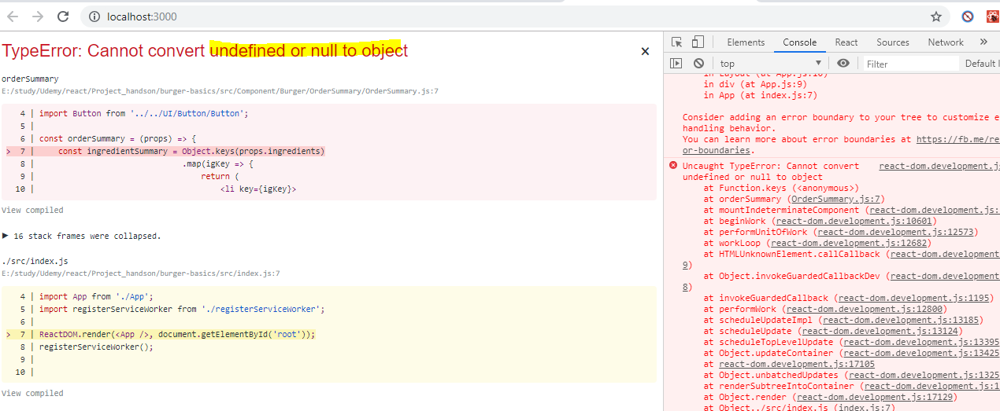 localhost:3000
TypeError: Cannot convert undefined or null to object
×
orderSummary
E:/study/Udemy/react/Project_handson/burger-basics/src/Component/Burger/OrderSummary/OrderSummary.js:7
4 | import Button from '../../UI/Button/Button';
5 |
6 | const orderSummary = (props) => {
> 7 | const ingredientSummary = Object.keys(props.ingredients)
8 | .map(igKey => {
9 | return (
10 | <li key={igKey}>
View compiled
▶ 16 stack frames were collapsed.
./src/index.js
E:/study/Udemy/react/Project_handson/burger-basics/src/index.js:7
4 | import App from './App';
5 | import registerServiceWorker from './registerServiceWorker';
6 |
> 7 | ReactDOM.render(<App />, document.getElementById('root'));
8 | registerServiceWorker();
9 |
10 |
View compiled
Elements Console React Sources Network »
top ▼ Filter Default
in Layout (at App.js:10)
in div (at App.js:9)
in App (at index.js:7)
Consider adding an error boundary to your tree to customize e
handling behavior.
You can learn more about error boundaries at https://fb.me/re
or-boundaries.
Uncaught TypeError: Cannot convert react-dom.development.j
undefined or null to object
at Function.keys (<anonymous>)
at orderSummary (OrderSummary.js:7)
at mountIndeterminateComponent (react-dom.development.js:
at beginWork (react-dom.development.js:10601)
at performUnitOfWork (react-dom.development.js:12573)
at workLoop (react-dom.development.js:12682)
at HTMLUnknownElement.callCallback (react-dom.development.js:1
9)
at Object.invokeGuardedCallbackDev (react-dom.development.js:
8)
at invokeGuardedCallback (react-dom.development.js:1195)
at performWork (react-dom.development.js:12800)
at scheduleUpdateImpl (react-dom.development.js:13185)
at scheduleUpdate (react-dom.development.js:13124)
at scheduleTopLevelUpdate (react-dom.development.js:13395
at Object.updateContainer (react-dom.development.js:13425
at react-dom.development.js:17105
at Object.unbatchedUpdates (react-dom.development.js:1325
at renderSubtreeIntoContainer (react-dom.development.js:1
at Object.render (react-dom.development.js:17129)
at Object../src/index.js (index.js:7)